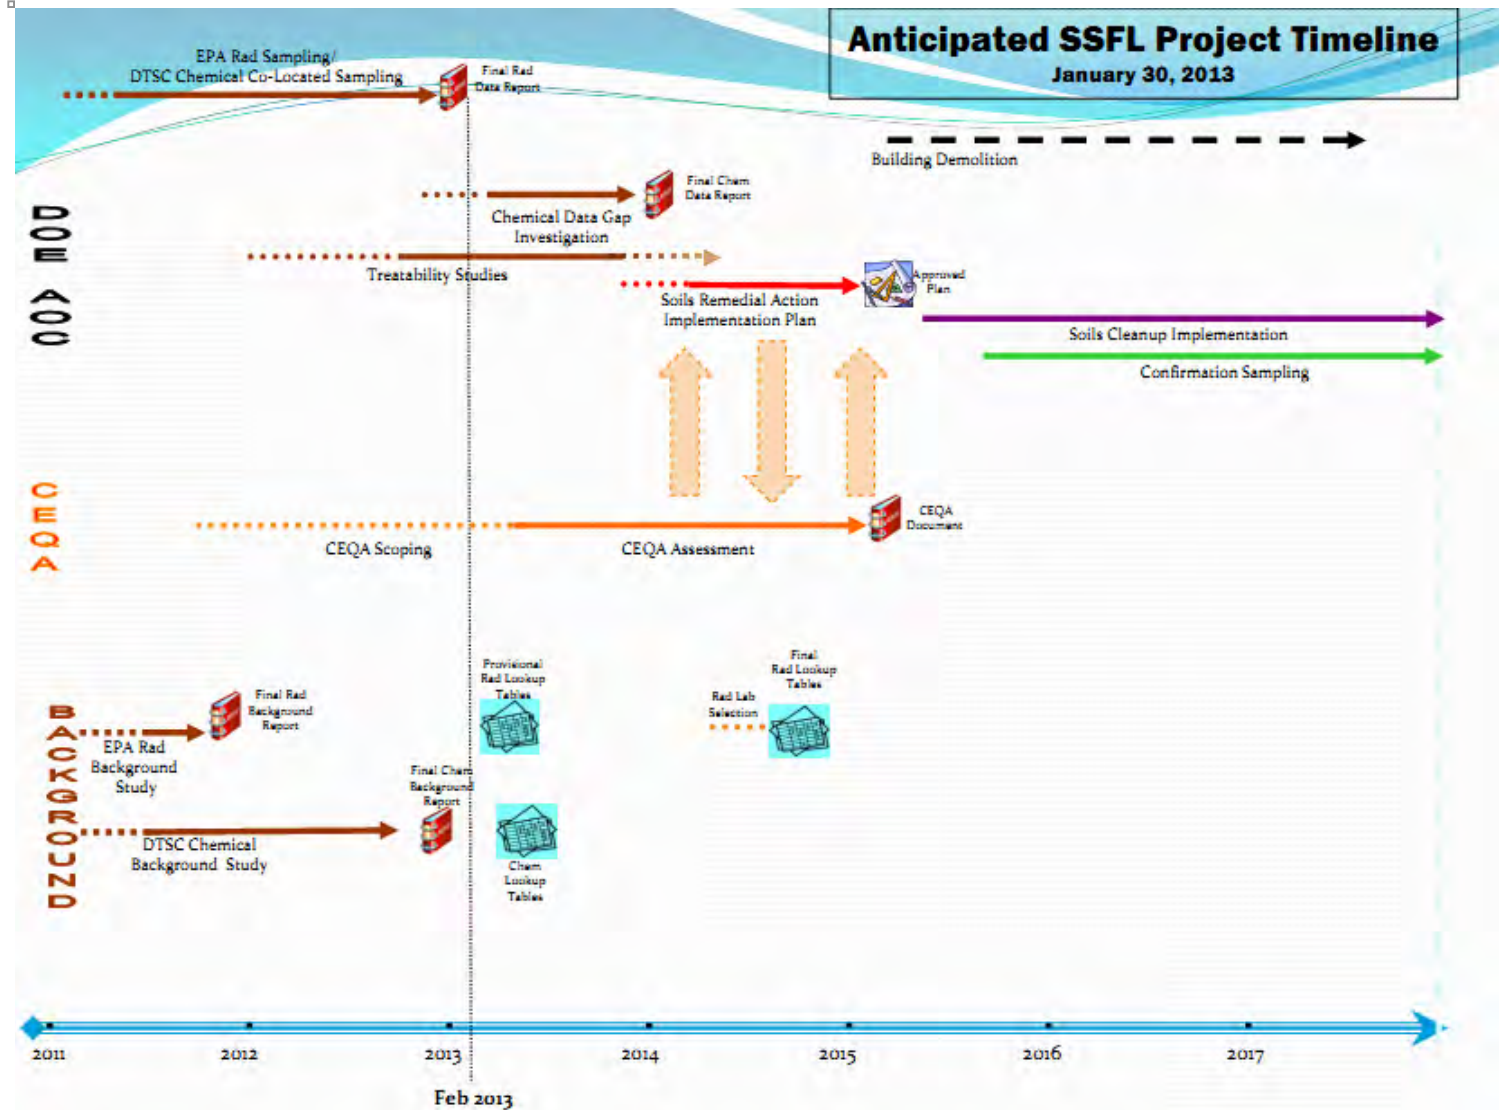 Anticipated SSFL Project Timeline
January 30, 2013
EPA Rad Sampling/
DTSC Chemical Co-Located Sampling
Final Rad
Data Report
Building Demolition
DOE AOC
Final Chem
Data Report
Chemical Data Gap
Investigation
Treatability Studies
Soils Remedial Action
Implementation Plan
Approved
Plan
Soils Cleanup Implementation
Confirmation Sampling
CEQA
CEQA Scoping
CEQA Assessment
CEQA
Document
BACKGROUND
EPA Rad
Background
Study
Final Rad
Background
Report
Provisional
Rad Lookup
Tables
Rad Lab
Selection
Final
Rad Lookup
Tables
DTSC Chemical
Background Study
Final Chem
Background
Report
Chem
Lookup
Tables
2011
2012
2013
2014
2015
2016
2017
Feb 2013